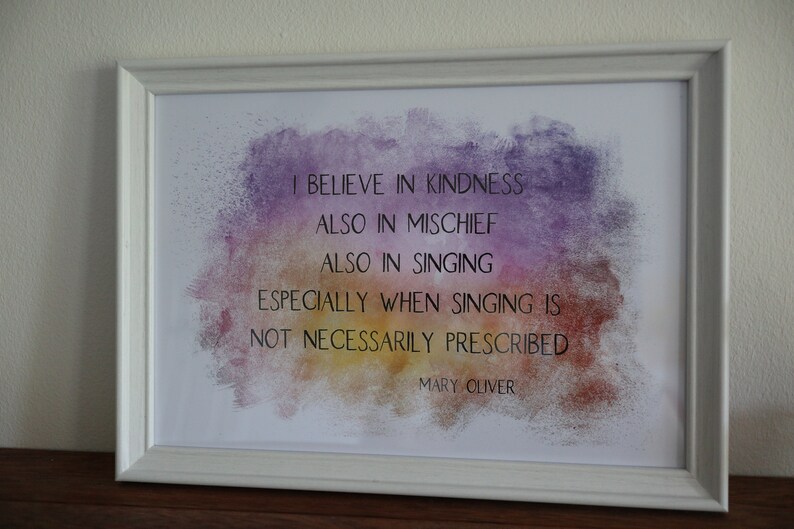 I BELIEVE IN KINDNESS
ALSO IN MISCHIEF
ALSO IN SINGING
ESPECIALLY WHEN SINGING IS
NOT NECESSARILY PRESCRIBED
MARY OLIVER